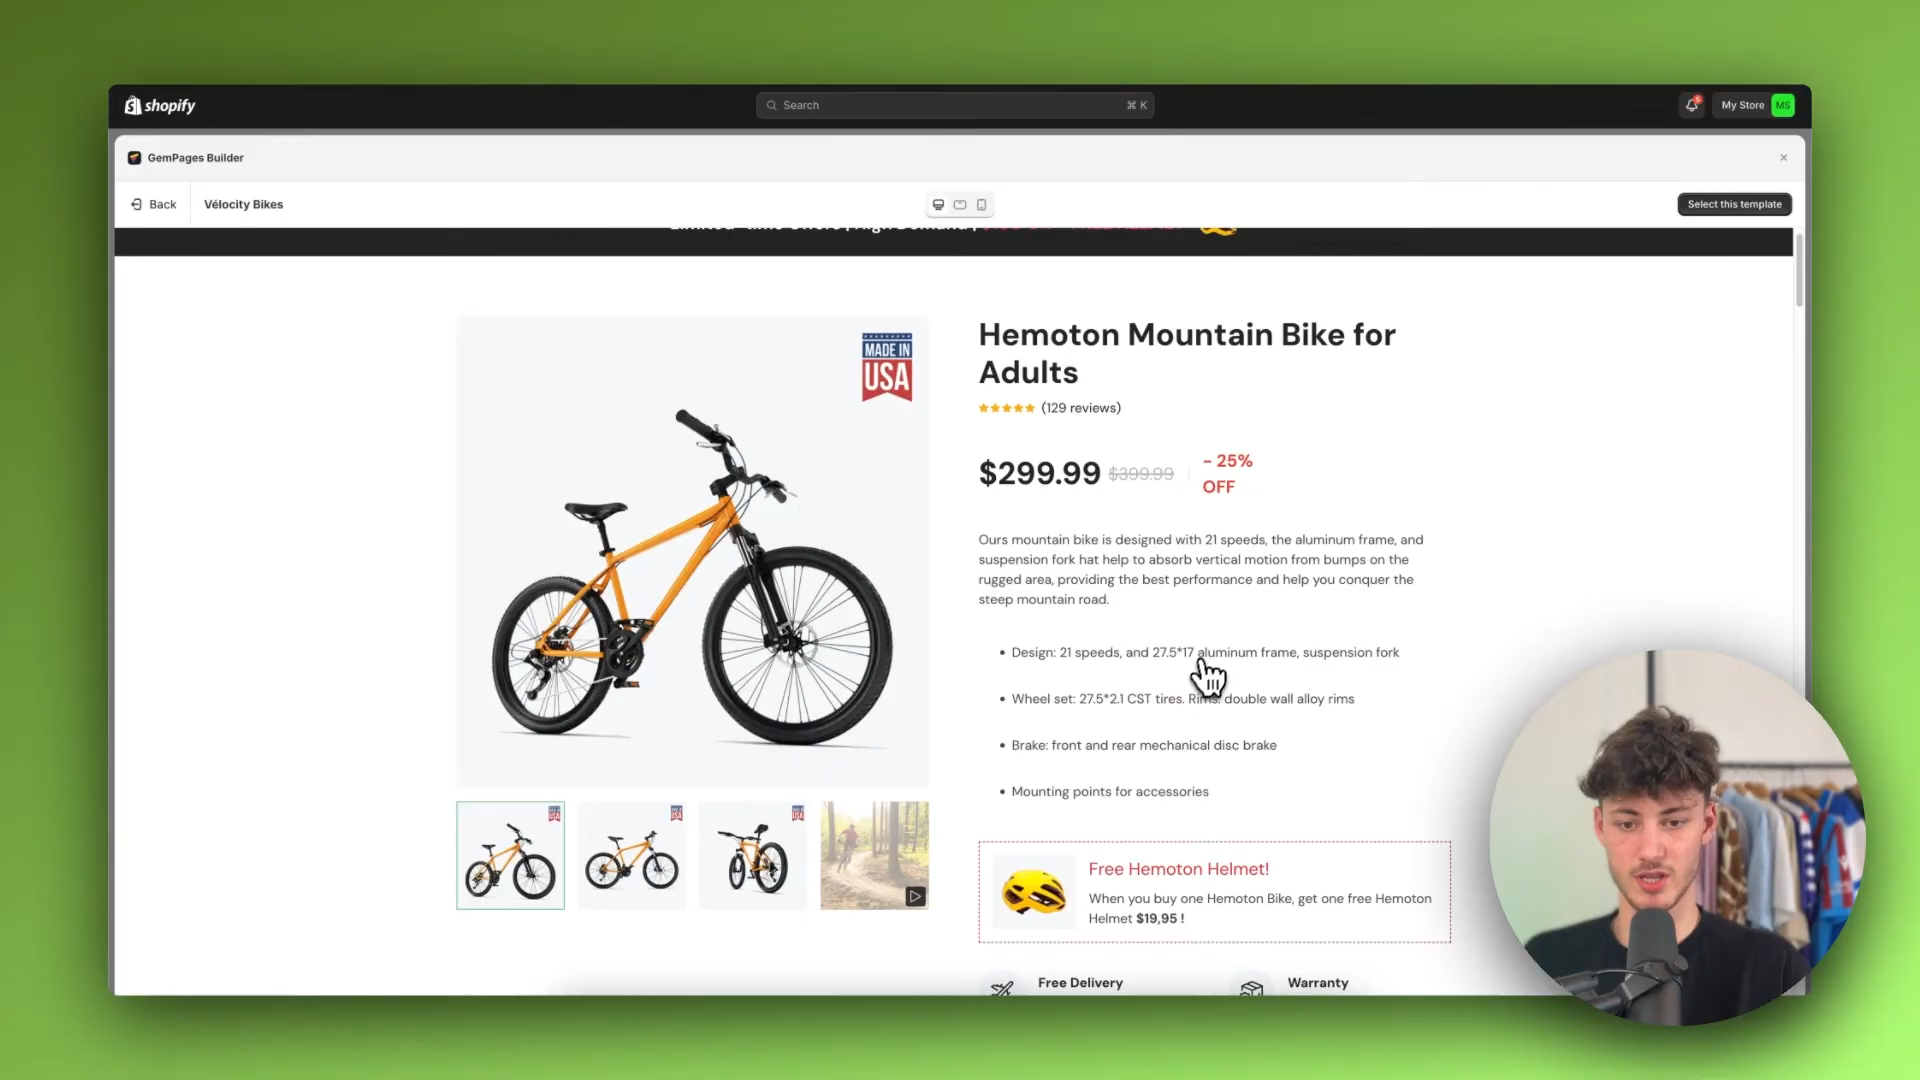 shopify
Search
⌘ K
My Store
MS
GemPages Builder
Back
Vélocity Bikes
Select this template
MADE IN
USA
Hemoton Mountain Bike for
Adults
(129 reviews)
$299.99 $399.99
- 25%
OFF
Ours mountain bike is designed with 21 speeds, the aluminum frame, and
suspension fork hat help to absorb vertical motion from bumps on the
rugged area, providing the best performance and help you conquer the
steep mountain road.
• Design: 21 speeds, and 27.5*17 aluminum frame, suspension fork
• Wheel set: 27.5*2.1 CST tires. Rims: double wall alloy rims
• Brake: front and rear mechanical disc brake
• Mounting points for accessories
Free Hemoton Helmet!
When you buy one Hemoton Bike, get one free Hemoton
Helmet $19,95 !
Free Delivery
Warranty